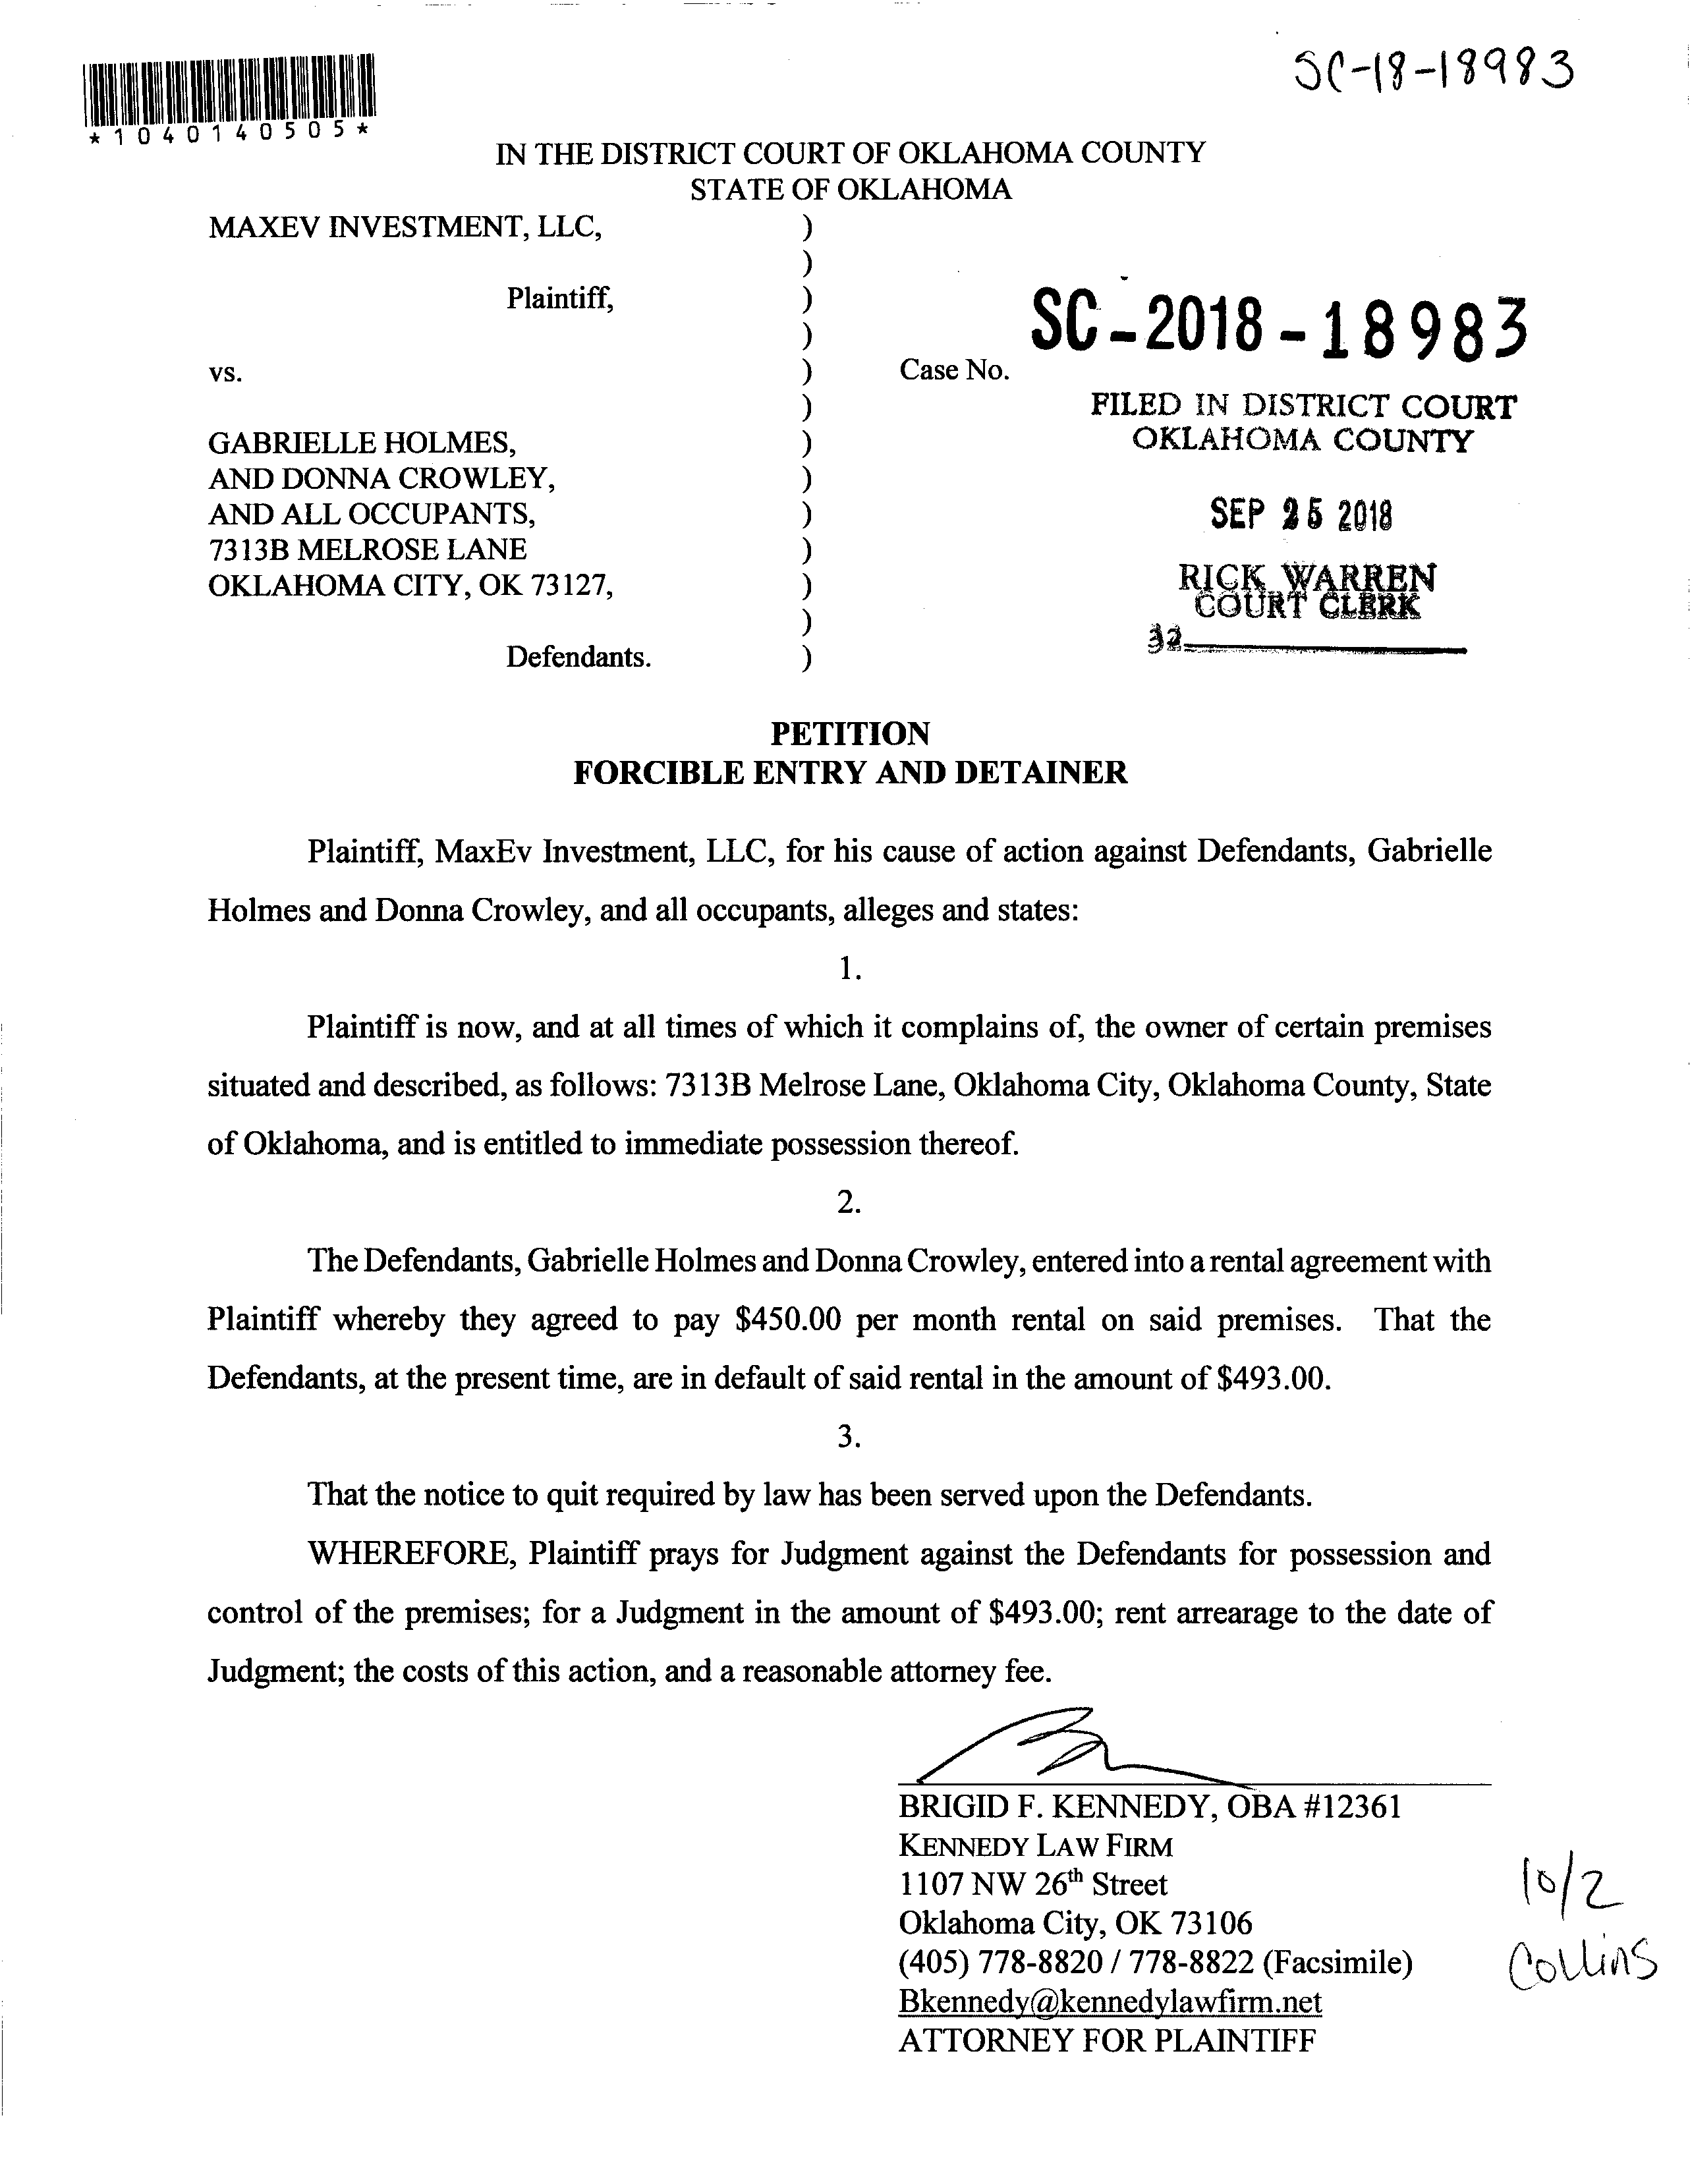 SC-18-18983
*1040140505*
IN THE DISTRICT COURT OF OKLAHOMA COUNTY
STATE OF OKLAHOMA
MAXEV INVESTMENT, LLC, )
)
Plaintiff, )
)
vs. ) Case No. SC-2018-18983
)
GABRIELLE HOLMES, )
AND DONNA CROWLEY, )
AND ALL OCCUPANTS, )
7313B MELROSE LANE )
OKLAHOMA CITY, OK 73127, )
)
Defendants. )
FILED IN DISTRICT COURT
OKLAHOMA COUNTY
SEP 25 2018
RICK WARREN
COURT CLERK
32
PETITION
FORCIBLE ENTRY AND DETAINER
Plaintiff, MaxEv Investment, LLC, for his cause of action against Defendants, Gabrielle
Holmes and Donna Crowley, and all occupants, alleges and states:
1.
Plaintiff is now, and at all times of which it complains of, the owner of certain premises
situated and described, as follows: 7313B Melrose Lane, Oklahoma City, Oklahoma County, State
of Oklahoma, and is entitled to immediate possession thereof.
2.
The Defendants, Gabrielle Holmes and Donna Crowley, entered into a rental agreement with
Plaintiff whereby they agreed to pay $450.00 per month rental on said premises. That the
Defendants, at the present time, are in default of said rental in the amount of $493.00.
3.
That the notice to quit required by law has been served upon the Defendants.
WHEREFORE, Plaintiff prays for Judgment against the Defendants for possession and
control of the premises; for a Judgment in the amount of $493.00; rent arrearage to the date of
Judgment; the costs of this action, and a reasonable attorney fee.
BRIGID F. KENNEDY, OBA #12361
KENNEDY LAW FIRM
1107 NW 26th Street
Oklahoma City, OK 73106
(405) 778-8820 / 778-8822 (Facsimile)
Bkennedy@kennedylawfirm.net
ATTORNEY FOR PLAINTIFF
10/2
Collins